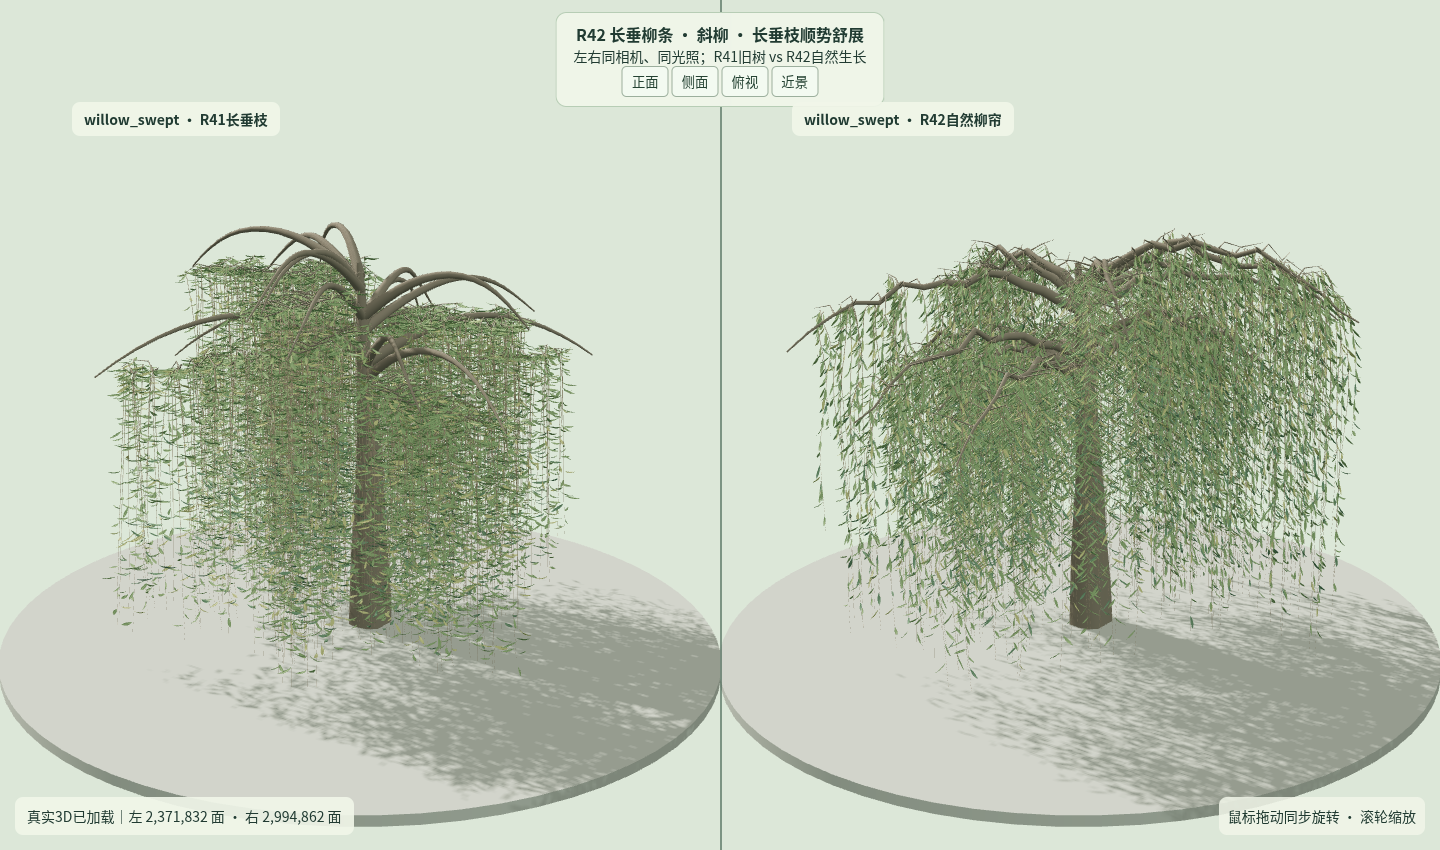 R42 长垂柳条 · 斜柳 · 长垂枝顺势舒展
左右同相机、同光照；R41旧树 vs R42自然生长
正面 侧面 俯视 近景
willow_swept · R41长垂枝
willow_swept · R42自然柳帘
真实3D已加载｜左 2,371,832 面 · 右 2,994,862 面
鼠标拖动同步旋转 · 滚轮缩放